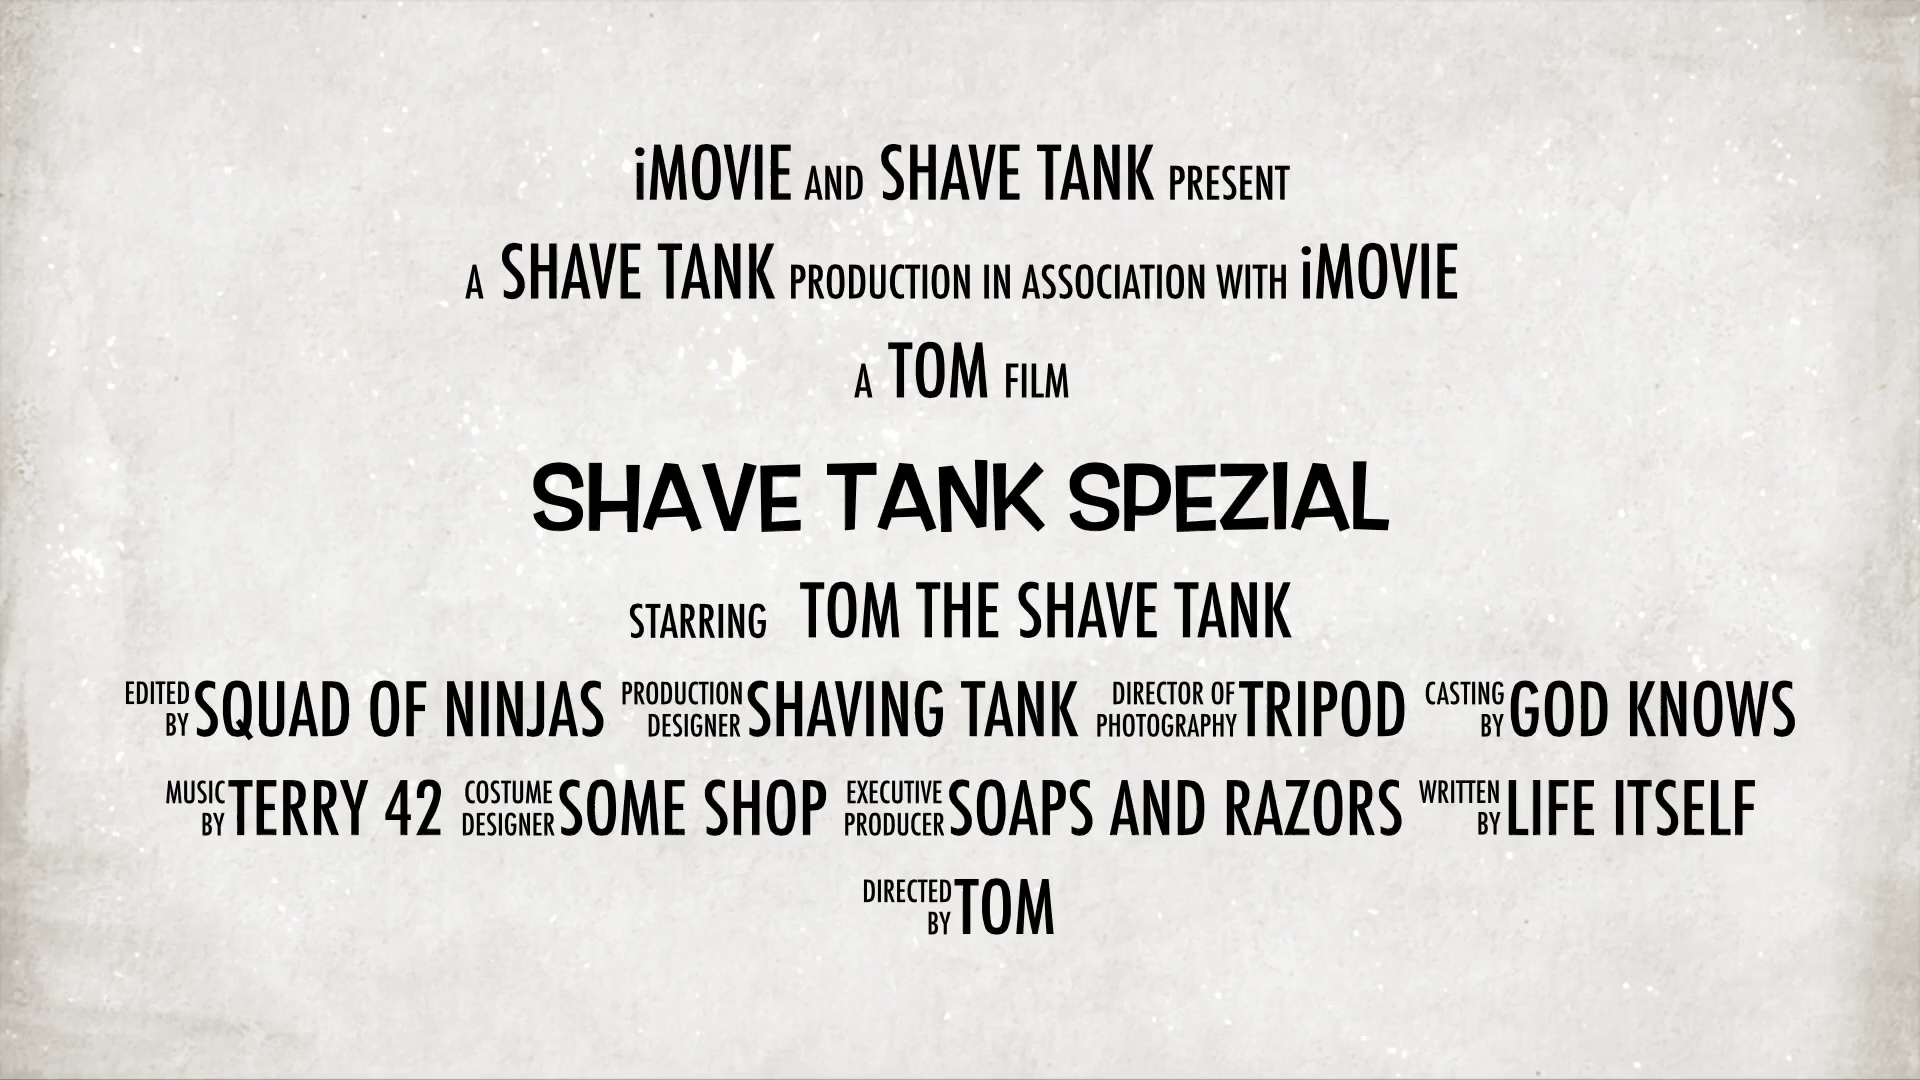 iMOVIE AND SHAVE TANK PRESENT
A SHAVE TANK PRODUCTION IN ASSOCIATION WITH iMOVIE
A TOM FILM
SHAVE TANK SPEZIAL
STARRING TOM THE SHAVE TANK
EDITED BY SQUAD OF NINJAS PRODUCTION DESIGNER SHAVING TANK DIRECTOR OF PHOTOGRAPHY TRIPOD CASTING BY GOD KNOWS
MUSIC BY TERRY 42 COSTUME DESIGNER SOME SHOP EXECUTIVE PRODUCER SOAPS AND RAZORS WRITTEN BY LIFE ITSELF
DIRECTED BY TOM